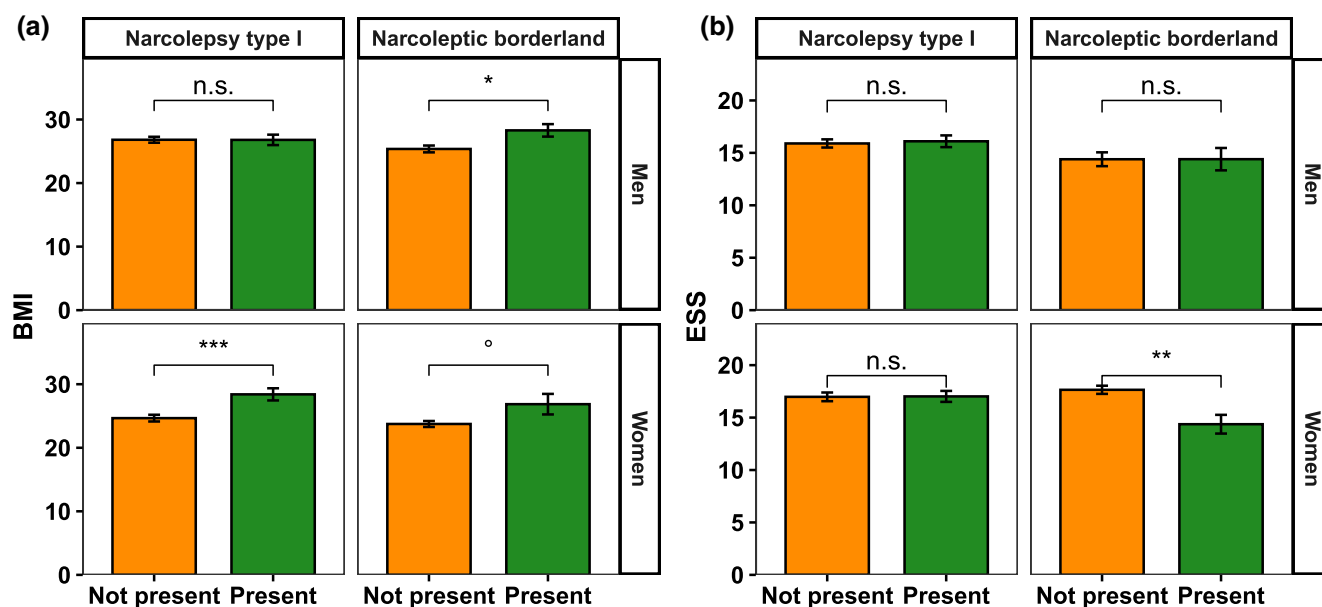 (a)
Narcolepsy type I
Narcoleptic borderland
BMI
30
20
10
0
n.s.
*
Men
30
20
10
0
***
°
Women
Not present
Present
Not present
Present
(b)
Narcolepsy type I
Narcoleptic borderland
ESS
20
15
10
5
0
n.s.
n.s.
Men
20
15
10
5
0
n.s.
**
Women
Not present
Present
Not present
Present